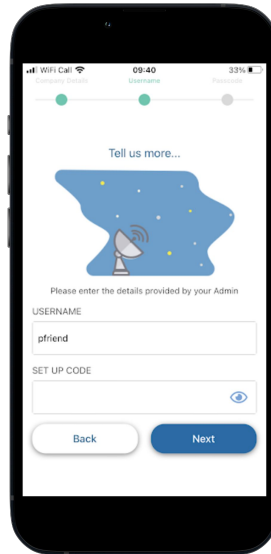 WiFi Call 09:40 33%
Company Details Username Passcode
Tell us more...
Please enter the details provided by your Admin
USERNAME
pfriend
SET UP CODE
Back Next